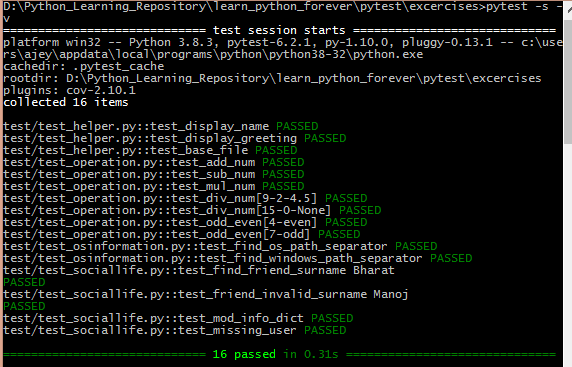 D:\Python_Learning_Repository\learn_python_forever\pytest\excercises>pytest -s -
v
============================= test session starts =============================
platform win32 -- Python 3.8.3, pytest-6.2.1, py-1.10.0, pluggy-0.13.1 -- c:\use
rs\ajey\appdata\local\programs\python\python38-32\python.exe
cachedir: .pytest_cache
rootdir: D:\Python_Learning_Repository\learn_python_forever\pytest\excercises
plugins: cov-2.10.1
collected 16 items
test/test_helper.py::test_display_name PASSED
test/test_helper.py::test_display_greeting PASSED
test/test_helper.py::test_base_file PASSED
test/test_operation.py::test_add_num PASSED
test/test_operation.py::test_sub_num PASSED
test/test_operation.py::test_mul_num PASSED
test/test_operation.py::test_div_num[9-2-4.5] PASSED
test/test_operation.py::test_div_num[15-0-None] PASSED
test/test_operation.py::test_odd_even[4-even] PASSED
test/test_operation.py::test_odd_even[7-odd] PASSED
test/test_osinformation.py::test_find_os_path_separator PASSED
test/test_osinformation.py::test_find_windows_path_separator PASSED
test/test_sociallife.py::test_find_friend_surname Bharat
PASSED
test/test_sociallife.py::test_friend_invalid_surname Manoj
PASSED
test/test_sociallife.py::test_mod_info_dict PASSED
test/test_sociallife.py::test_missing_user PASSED
============================= 16 passed in 0.31s ==============================